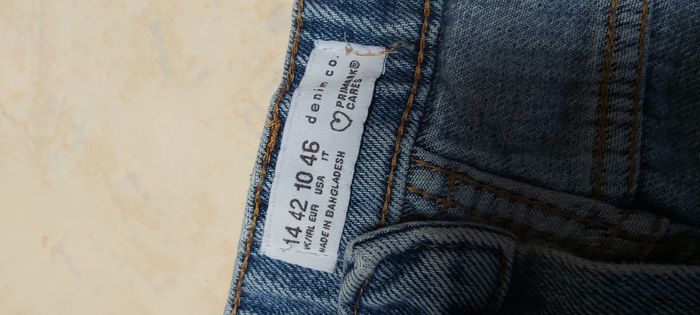 denim co.
PRIMARK®
CARES
14 42 10 46
UK/IRL EUR USA IT
MADE IN BANGLADESH